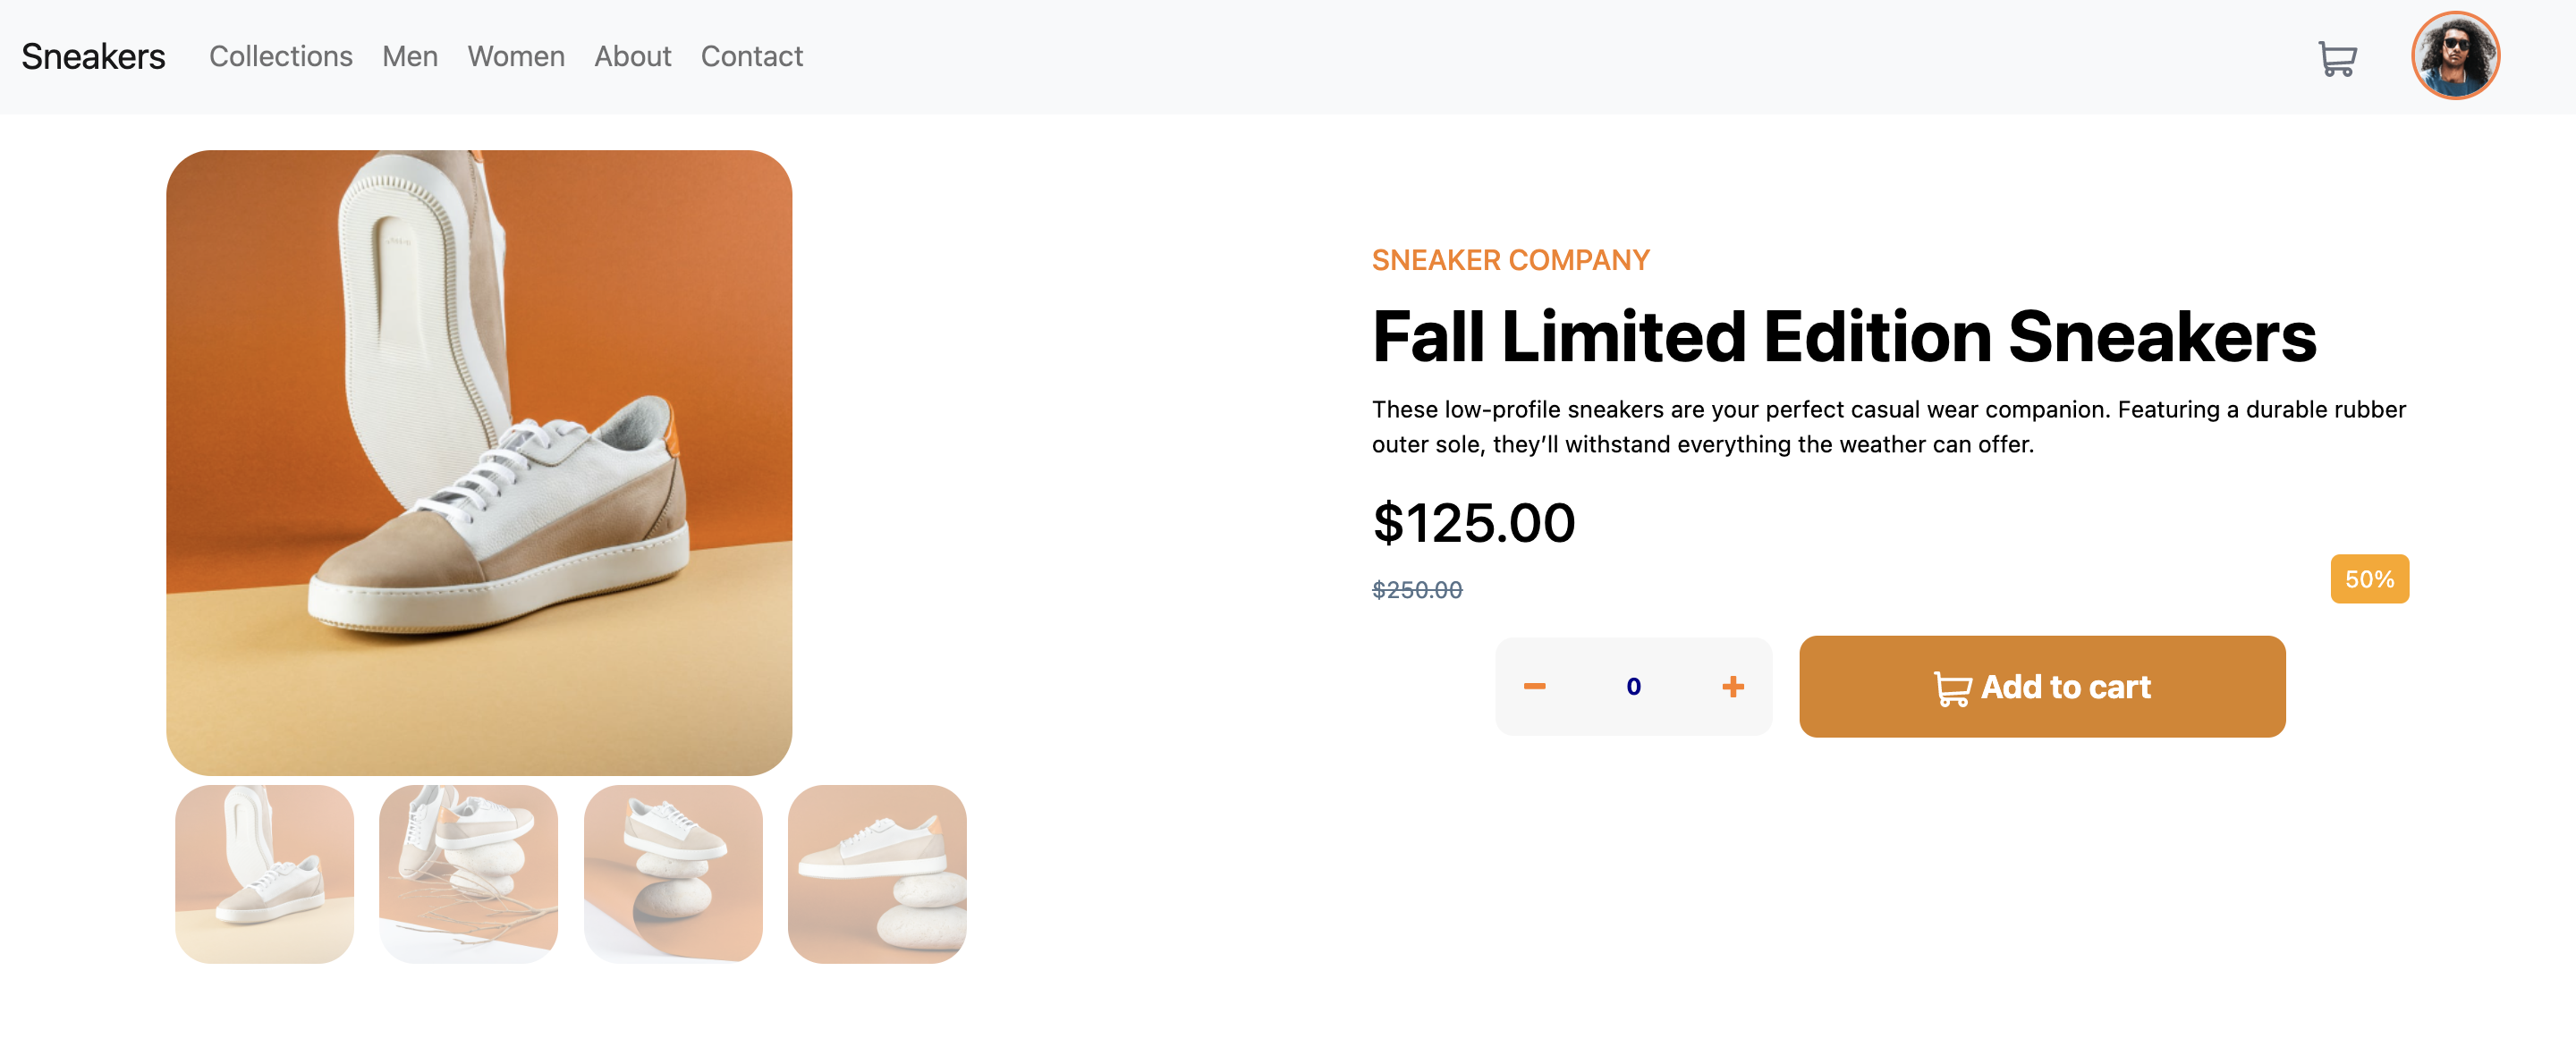 Sneakers Collections Men Women About Contact
SNEAKER COMPANY
Fall Limited Edition Sneakers
These low-profile sneakers are your perfect casual wear companion. Featuring a durable rubber
outer sole, they’ll withstand everything the weather can offer.
$125.00
$250.00 50%
0 Add to cart